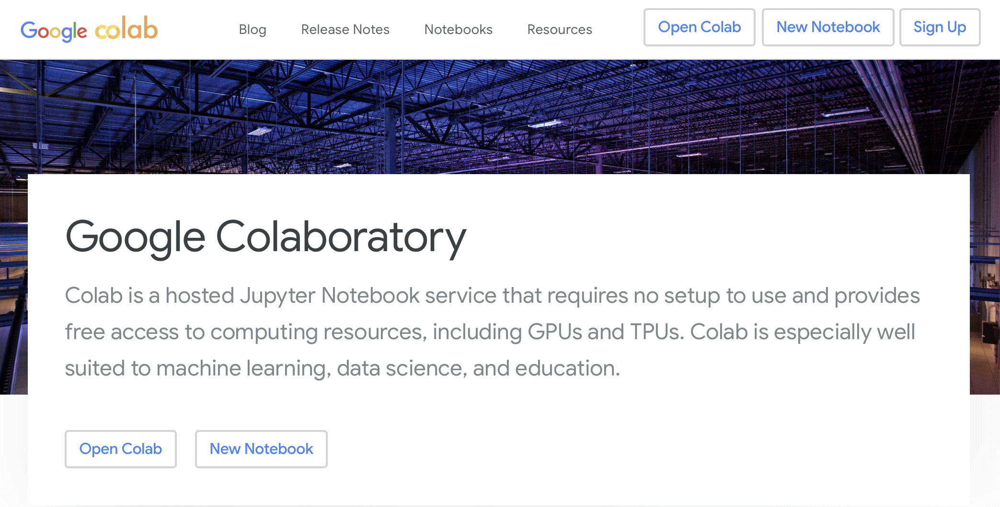 Google colab
Blog
Release Notes
Notebooks
Resources
Open Colab
New Notebook
Sign Up
Google Colaboratory
Colab is a hosted Jupyter Notebook service that requires no setup to use and provides
free access to computing resources, including GPUs and TPUs. Colab is especially well
suited to machine learning, data science, and education.
Open Colab
New Notebook